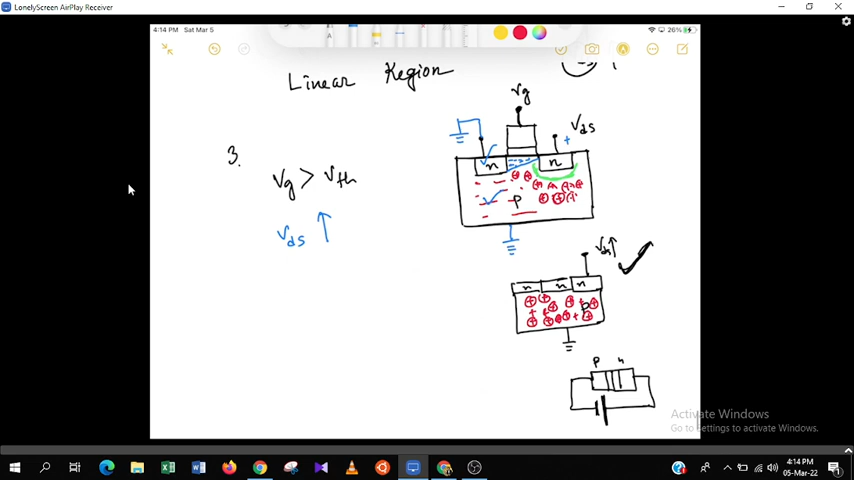 LonelyScreen AirPlay Receiver
4:14 PM Sat Mar 5
26%
Linear Region
Vg
Vds
+
n
n
P
3.
Vg > Vth
Vds ↑
Vds↑
n
n
n
P
P
n
Activate Windows
Go to Settings to activate Windows.
4:14 PM
05-Mar-22